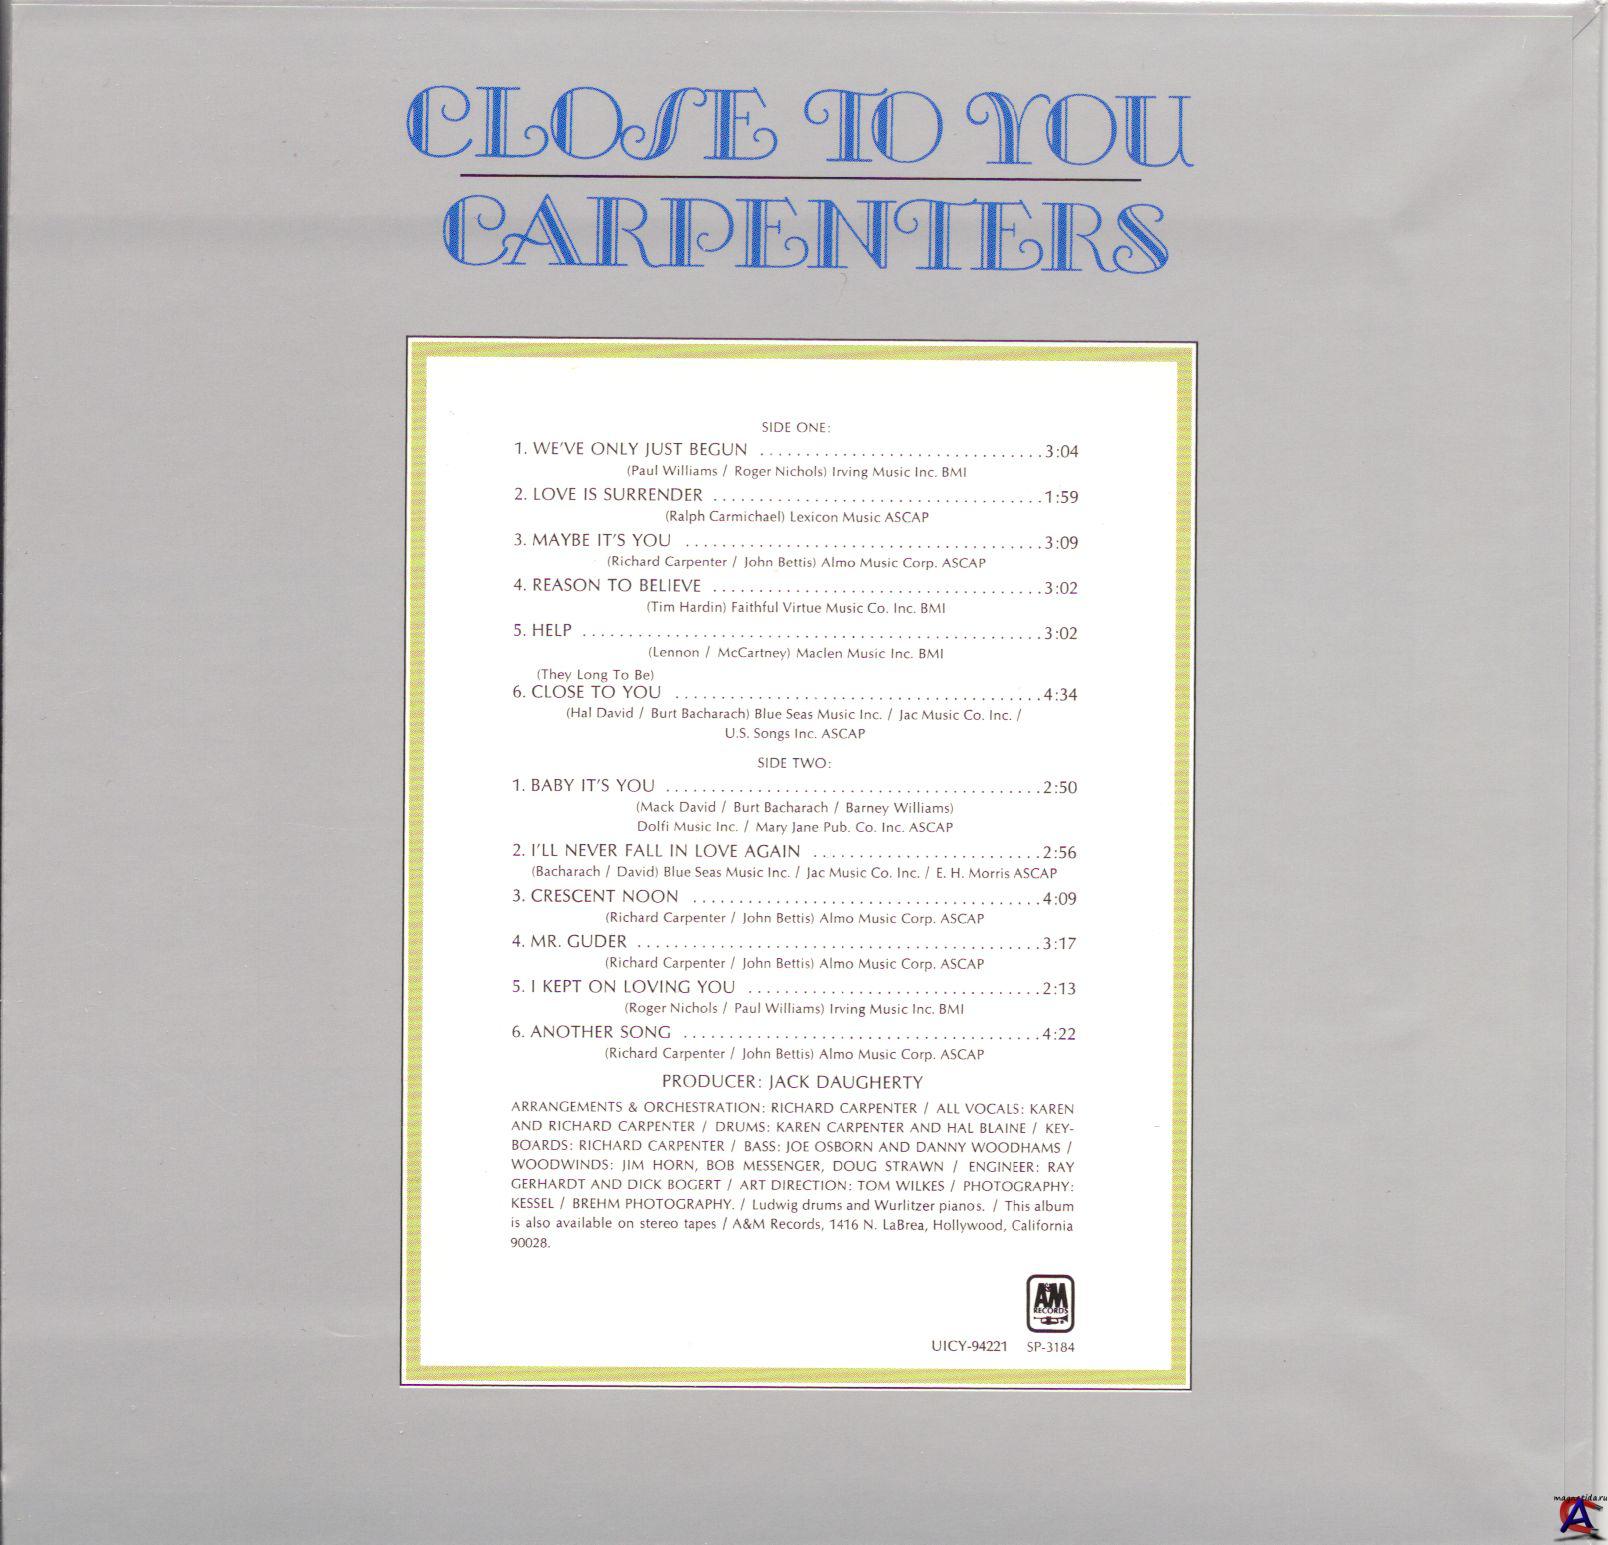 CLOSE TO YOU
CARPENTERS
SIDE ONE:
1. WE'VE ONLY JUST BEGUN ...............................3:04
(Paul Williams / Roger Nichols) Irving Music Inc. BMI
2. LOVE IS SURRENDER ....................................1:59
(Ralph Carmichael) Lexicon Music ASCAP
3. MAYBE IT'S YOU .......................................3:09
(Richard Carpenter / John Bettis) Almo Music Corp. ASCAP
4. REASON TO BELIEVE ....................................3:02
(Tim Hardin) Faithful Virtue Music Co. Inc. BMI
5. HELP ..................................................3:02
(Lennon / McCartney) Maclen Music Inc. BMI
(They Long To Be)
6. CLOSE TO YOU ........................................4:34
(Hal David / Burt Bacharach) Blue Seas Music Inc. / Jac Music Co. Inc. /
U.S. Songs Inc. ASCAP
SIDE TWO:
1. BABY IT'S YOU .........................................2:50
(Mack David / Burt Bacharach / Barney Williams)
Dolfi Music Inc. / Mary Jane Pub. Co. Inc. ASCAP
2. I'LL NEVER FALL IN LOVE AGAIN .........................2:56
(Bacharach / David) Blue Seas Music Inc. / Jac Music Co. Inc. / E. H. Morris ASCAP
3. CRESCENT NOON ......................................4:09
(Richard Carpenter / John Bettis) Almo Music Corp. ASCAP
4. MR. GUDER ............................................3:17
(Richard Carpenter / John Bettis) Almo Music Corp. ASCAP
5. I KEPT ON LOVING YOU ................................2:13
(Roger Nichols / Paul Williams) Irving Music Inc. BMI
6. ANOTHER SONG .......................................4:22
(Richard Carpenter / John Bettis) Almo Music Corp. ASCAP
PRODUCER: JACK DAUGHERTY
ARRANGEMENTS & ORCHESTRATION: RICHARD CARPENTER / ALL VOCALS: KAREN
AND RICHARD CARPENTER / DRUMS: KAREN CARPENTER AND HAL BLAINE / KEY-
BOARDS: RICHARD CARPENTER / BASS: JOE OSBORN AND DANNY WOODHAMS /
WOODWINDS: JIM HORN, BOB MESSENGER, DOUG STRAWN / ENGINEER: RAY
GERHARDT AND DICK BOGERT / ART DIRECTION: TOM WILKES / PHOTOGRAPHY:
KESSEL / BREHM PHOTOGRAPHY. / Ludwig drums and Wurlitzer pianos. / This album
is also available on stereo tapes / A&M Records, 1416 N. LaBrea, Hollywood, California
90028.
A&M
RECORDS
UICY-94221 SP-3184
magnetida.ru
CA